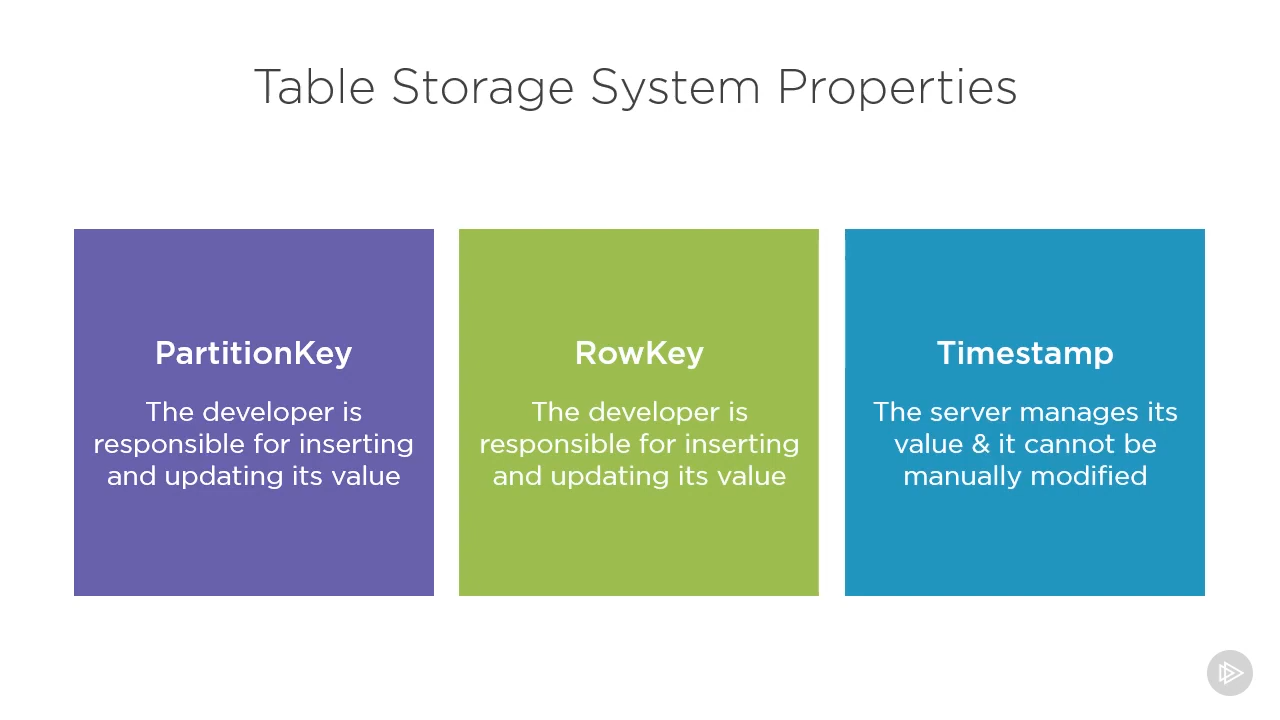 Table Storage System Properties
PartitionKey
The developer is
responsible for inserting
and updating its value
RowKey
The developer is
responsible for inserting
and updating its value
Timestamp
The server manages its
value & it cannot be
manually modified